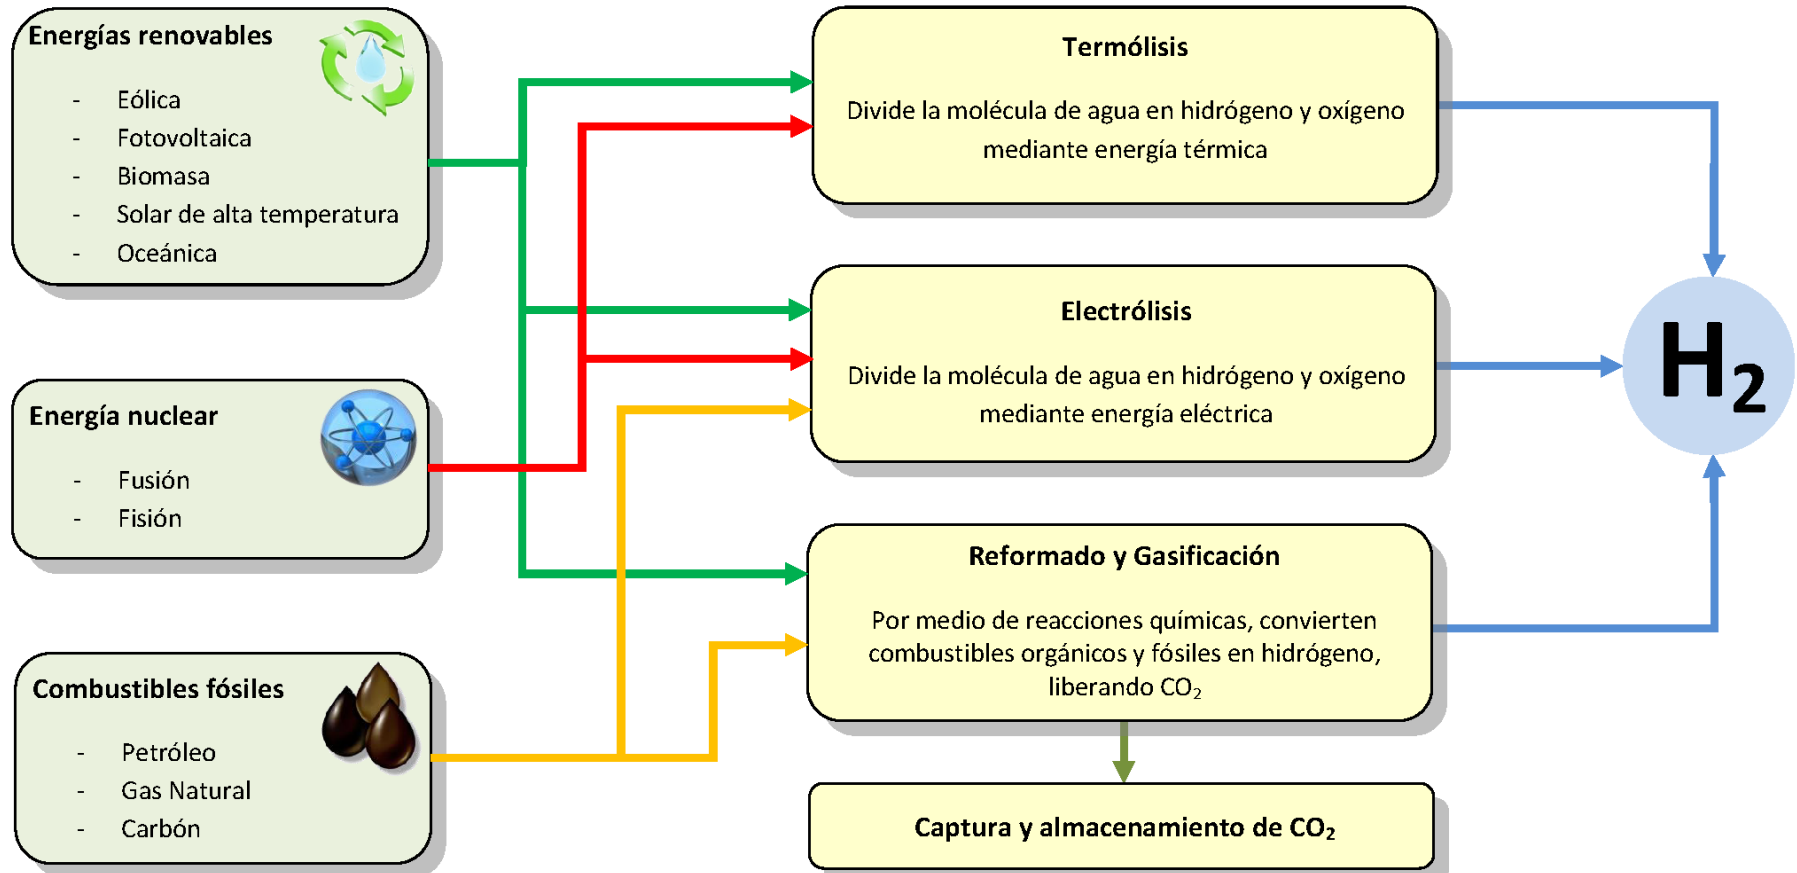 Energías renovables
- Eólica
- Fotovoltaica
- Biomasa
- Solar de alta temperatura
- Oceánica
Energía nuclear
- Fusión
- Fisión
Combustibles fósiles
- Petróleo
- Gas Natural
- Carbón
Termólisis
Divide la molécula de agua en hidrógeno y oxígeno
mediante energía térmica
Electrólisis
Divide la molécula de agua en hidrógeno y oxígeno
mediante energía eléctrica
Reformado y Gasificación
Por medio de reacciones químicas, convierten
combustibles orgánicos y fósiles en hidrógeno,
liberando CO₂
Captura y almacenamiento de CO₂
H₂